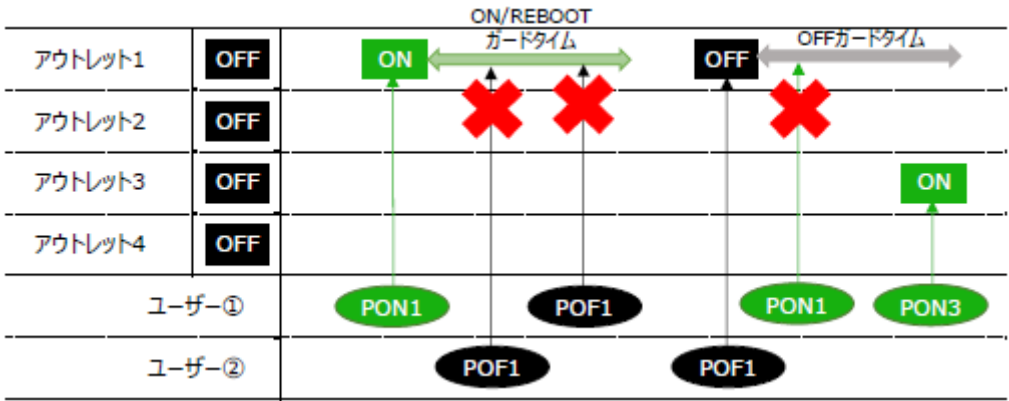 ON/REBOOT
ガードタイム
OFFガードタイム
アウトレット1 OFF ON OFF
アウトレット2 OFF
アウトレット3 OFF ON
アウトレット4 OFF
ユーザー① PON1 POF1 PON1 PON3
ユーザー② POF1 POF1